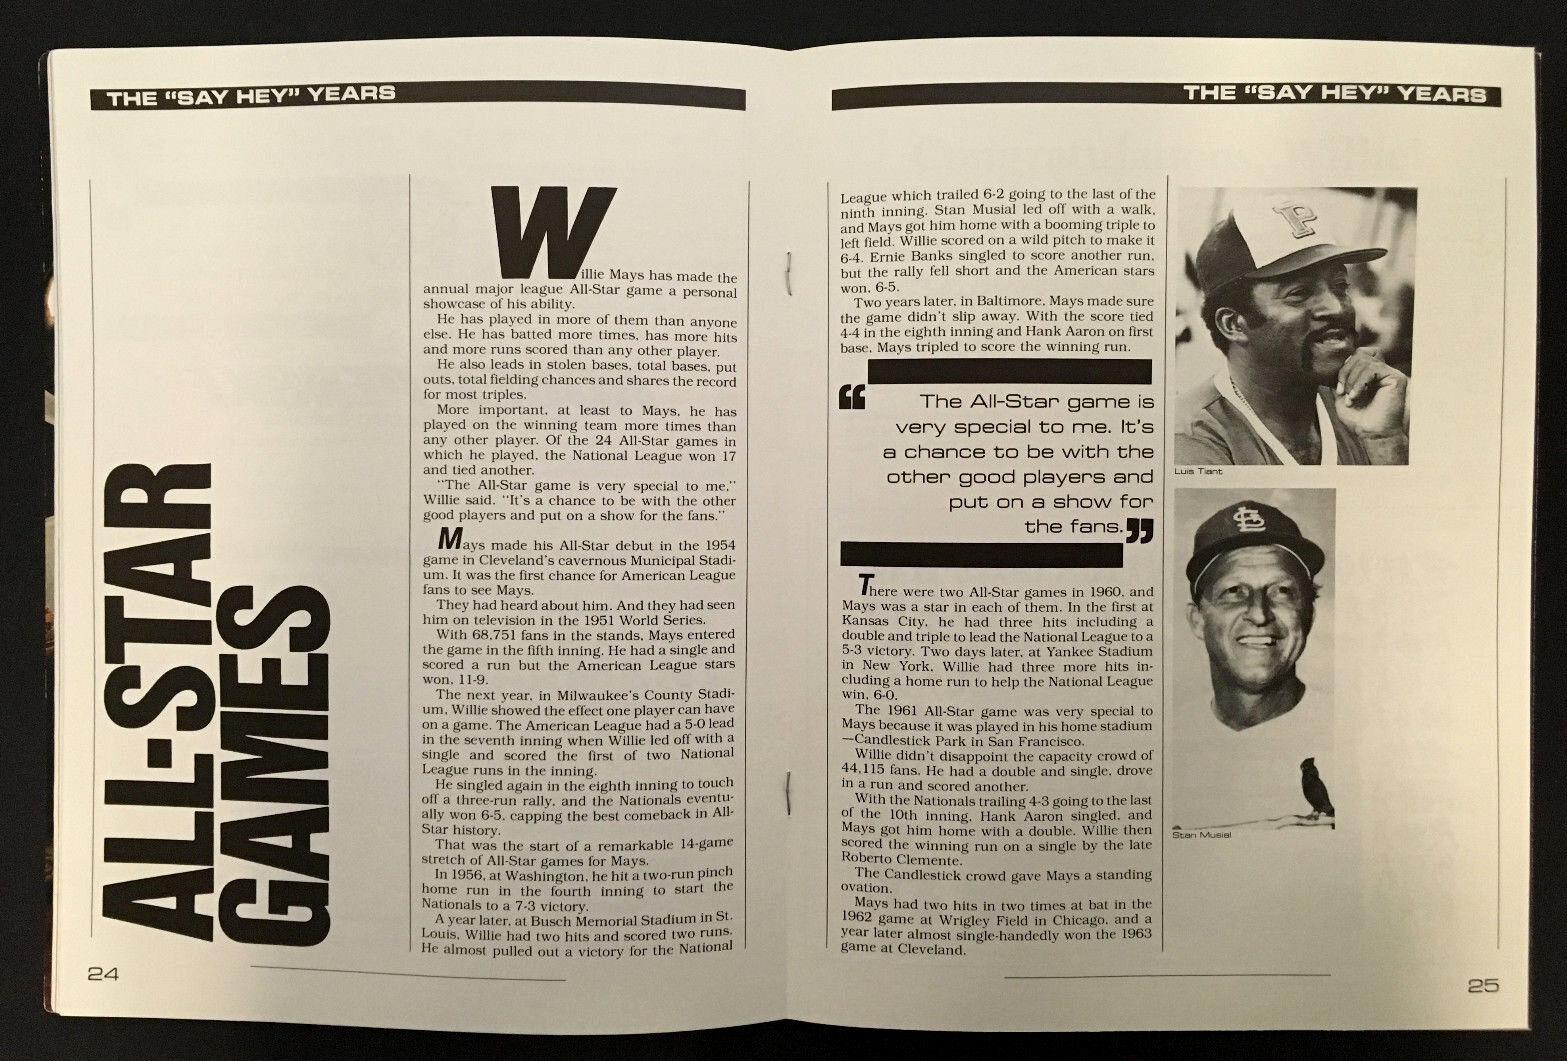 THE “SAY HEY” YEARS
ALL-STAR
GAMES
Willie Mays has made the
annual major league All-Star game a personal
showcase of his ability.
He has played in more of them than anyone
else. He has batted more times, has more hits
and more runs scored than any other player.
He also leads in stolen bases, total bases, put
outs, total fielding chances and shares the record
for most triples.
More important, at least to Mays, he has
played on the winning team more times than
any other player. Of the 24 All-Star games in
which he played, the National League won 17
and tied another.
“The All-Star game is very special to me,”
Willie said. “It’s a chance to be with the other
good players and put on a show for the fans.”
Mays made his All-Star debut in the 1954
game in Cleveland’s cavernous Municipal Stadi-
um. It was the first chance for American League
fans to see Mays.
They had heard about him. And they had seen
him on television in the 1951 World Series.
With 68,751 fans in the stands, Mays entered
the game in the fifth inning. He had a single and
scored a run but the American League stars
won, 11-9.
The next year, in Milwaukee’s County Stadi-
um, Willie showed the effect one player can have
on a game. The American League had a 5-0 lead
in the seventh inning when Willie led off with a
single and scored the first of two National
League runs in the inning.
He singled again in the eighth inning to touch
off a three-run rally, and the Nationals eventu-
ally won 6-5, capping the best comeback in All-
Star history.
That was the start of a remarkable 14-game
stretch of All-Star games for Mays.
In 1956, at Washington, he hit a two-run pinch
home run in the fourth inning to start the
Nationals to a 7-3 victory.
A year later, at Busch Memorial Stadium in St.
Louis, Willie had two hits and scored two runs.
He almost pulled out a victory for the National
24
THE “SAY HEY” YEARS
League which trailed 6-2 going to the last of the
ninth inning. Stan Musial led off with a walk,
and Mays got him home with a booming triple to
left field. Willie scored on a wild pitch to make it
6-4. Ernie Banks singled to score another run,
but the rally fell short and the American stars
won, 6-5.
Two years later, in Baltimore, Mays made sure
the game didn’t slip away. With the score tied
4-4 in the eighth inning and Hank Aaron on first
base, Mays tripled to score the winning run.
“ The All-Star game is
very special to me. It’s
a chance to be with the
other good players and
put on a show for
the fans.”
There were two All-Star games in 1960, and
Mays was a star in each of them. In the first at
Kansas City, he had three hits including a
double and triple to lead the National League to a
5-3 victory. Two days later, at Yankee Stadium
in New York, Willie had three more hits in-
cluding a home run to help the National League
win, 6-0.
The 1961 All-Star game was very special to
Mays because it was played in his home stadium
—Candlestick Park in San Francisco.
Willie didn’t disappoint the capacity crowd of
44,115 fans. He had a double and single, drove
in a run and scored another.
With the Nationals trailing 4-3 going to the last
of the 10th inning, Hank Aaron singled, and
Mays got him home with a double. Willie then
scored the winning run on a single by the late
Roberto Clemente.
The Candlestick crowd gave Mays a standing
ovation.
Mays had two hits in two times at bat in the
1962 game at Wrigley Field in Chicago, and a
year later almost single-handedly won the 1963
game at Cleveland.
P
Luis Tiant
StL
Stan Musial
25